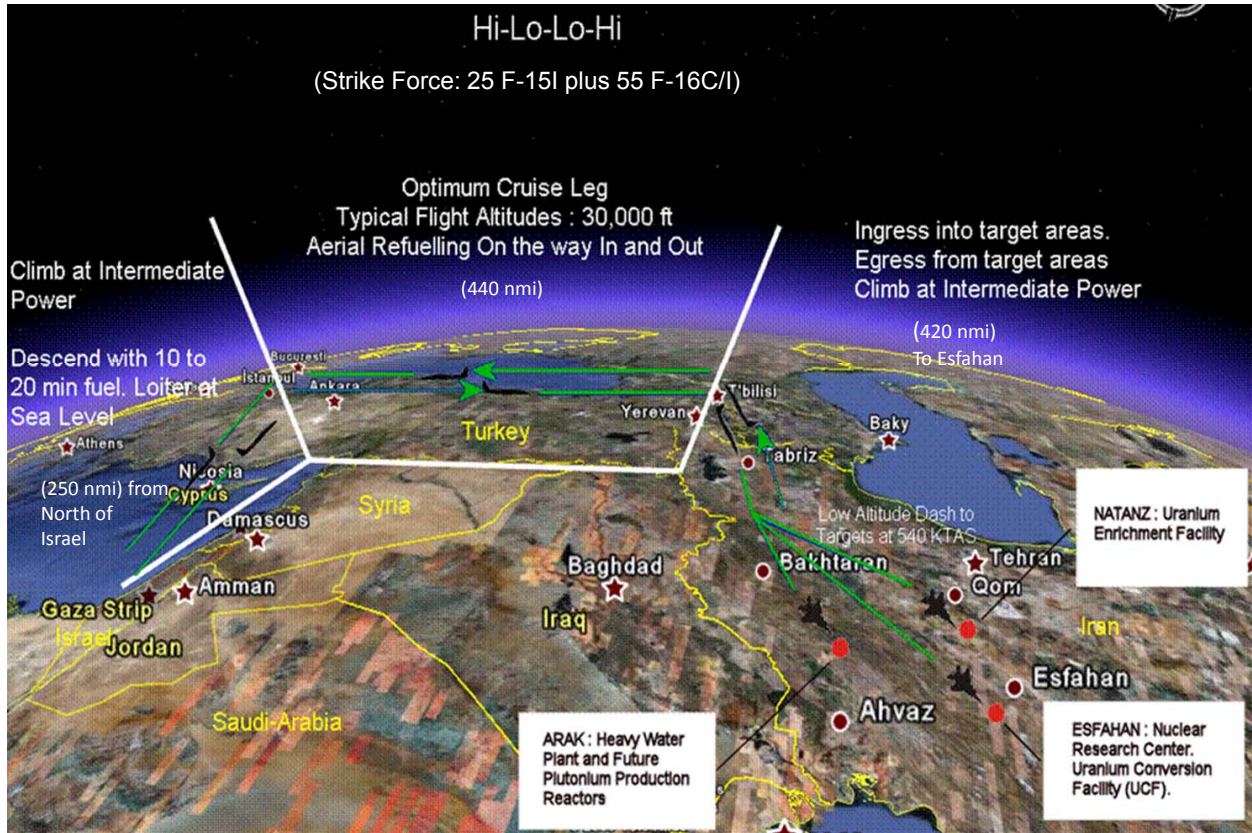 Hi-Lo-Lo-Hi
(Strike Force: 25 F-15I plus 55 F-16C/I)
Optimum Cruise Leg
Typical Flight Altitudes : 30,000 ft
Aerial Refuelling On the way In and Out
(440 nmi)
Climb at Intermediate
Power
Descend with 10 to
20 min fuel. Loiter at
Sea Level
(250 nmi) from
North of
Israel
Ingress into target areas.
Egress from target areas
Climb at Intermediate Power
(420 nmi)
To Esfahan
Bucuresti
İstanbul
Ankara
Athens
T'bilisi
Yerevan
Baky
Turkey
Tabriz
Nicosia
Cyprus
Syria
Damascus
Low Altitude Dash to
Targets at 540 KTAS
Bakhtaran
Tehran
Qom
Baghdad
Amman
Gaza Strip
Israel
Jordan
Iraq
Iran
Esfahan
Ahvaz
Saudi-Arabia
NATANZ : Uranium
Enrichment Facility
ARAK : Heavy Water
Plant and Future
Plutonium Production
Reactors
ESFAHAN : Nuclear
Research Center.
Uranium Conversion
Facility (UCF).